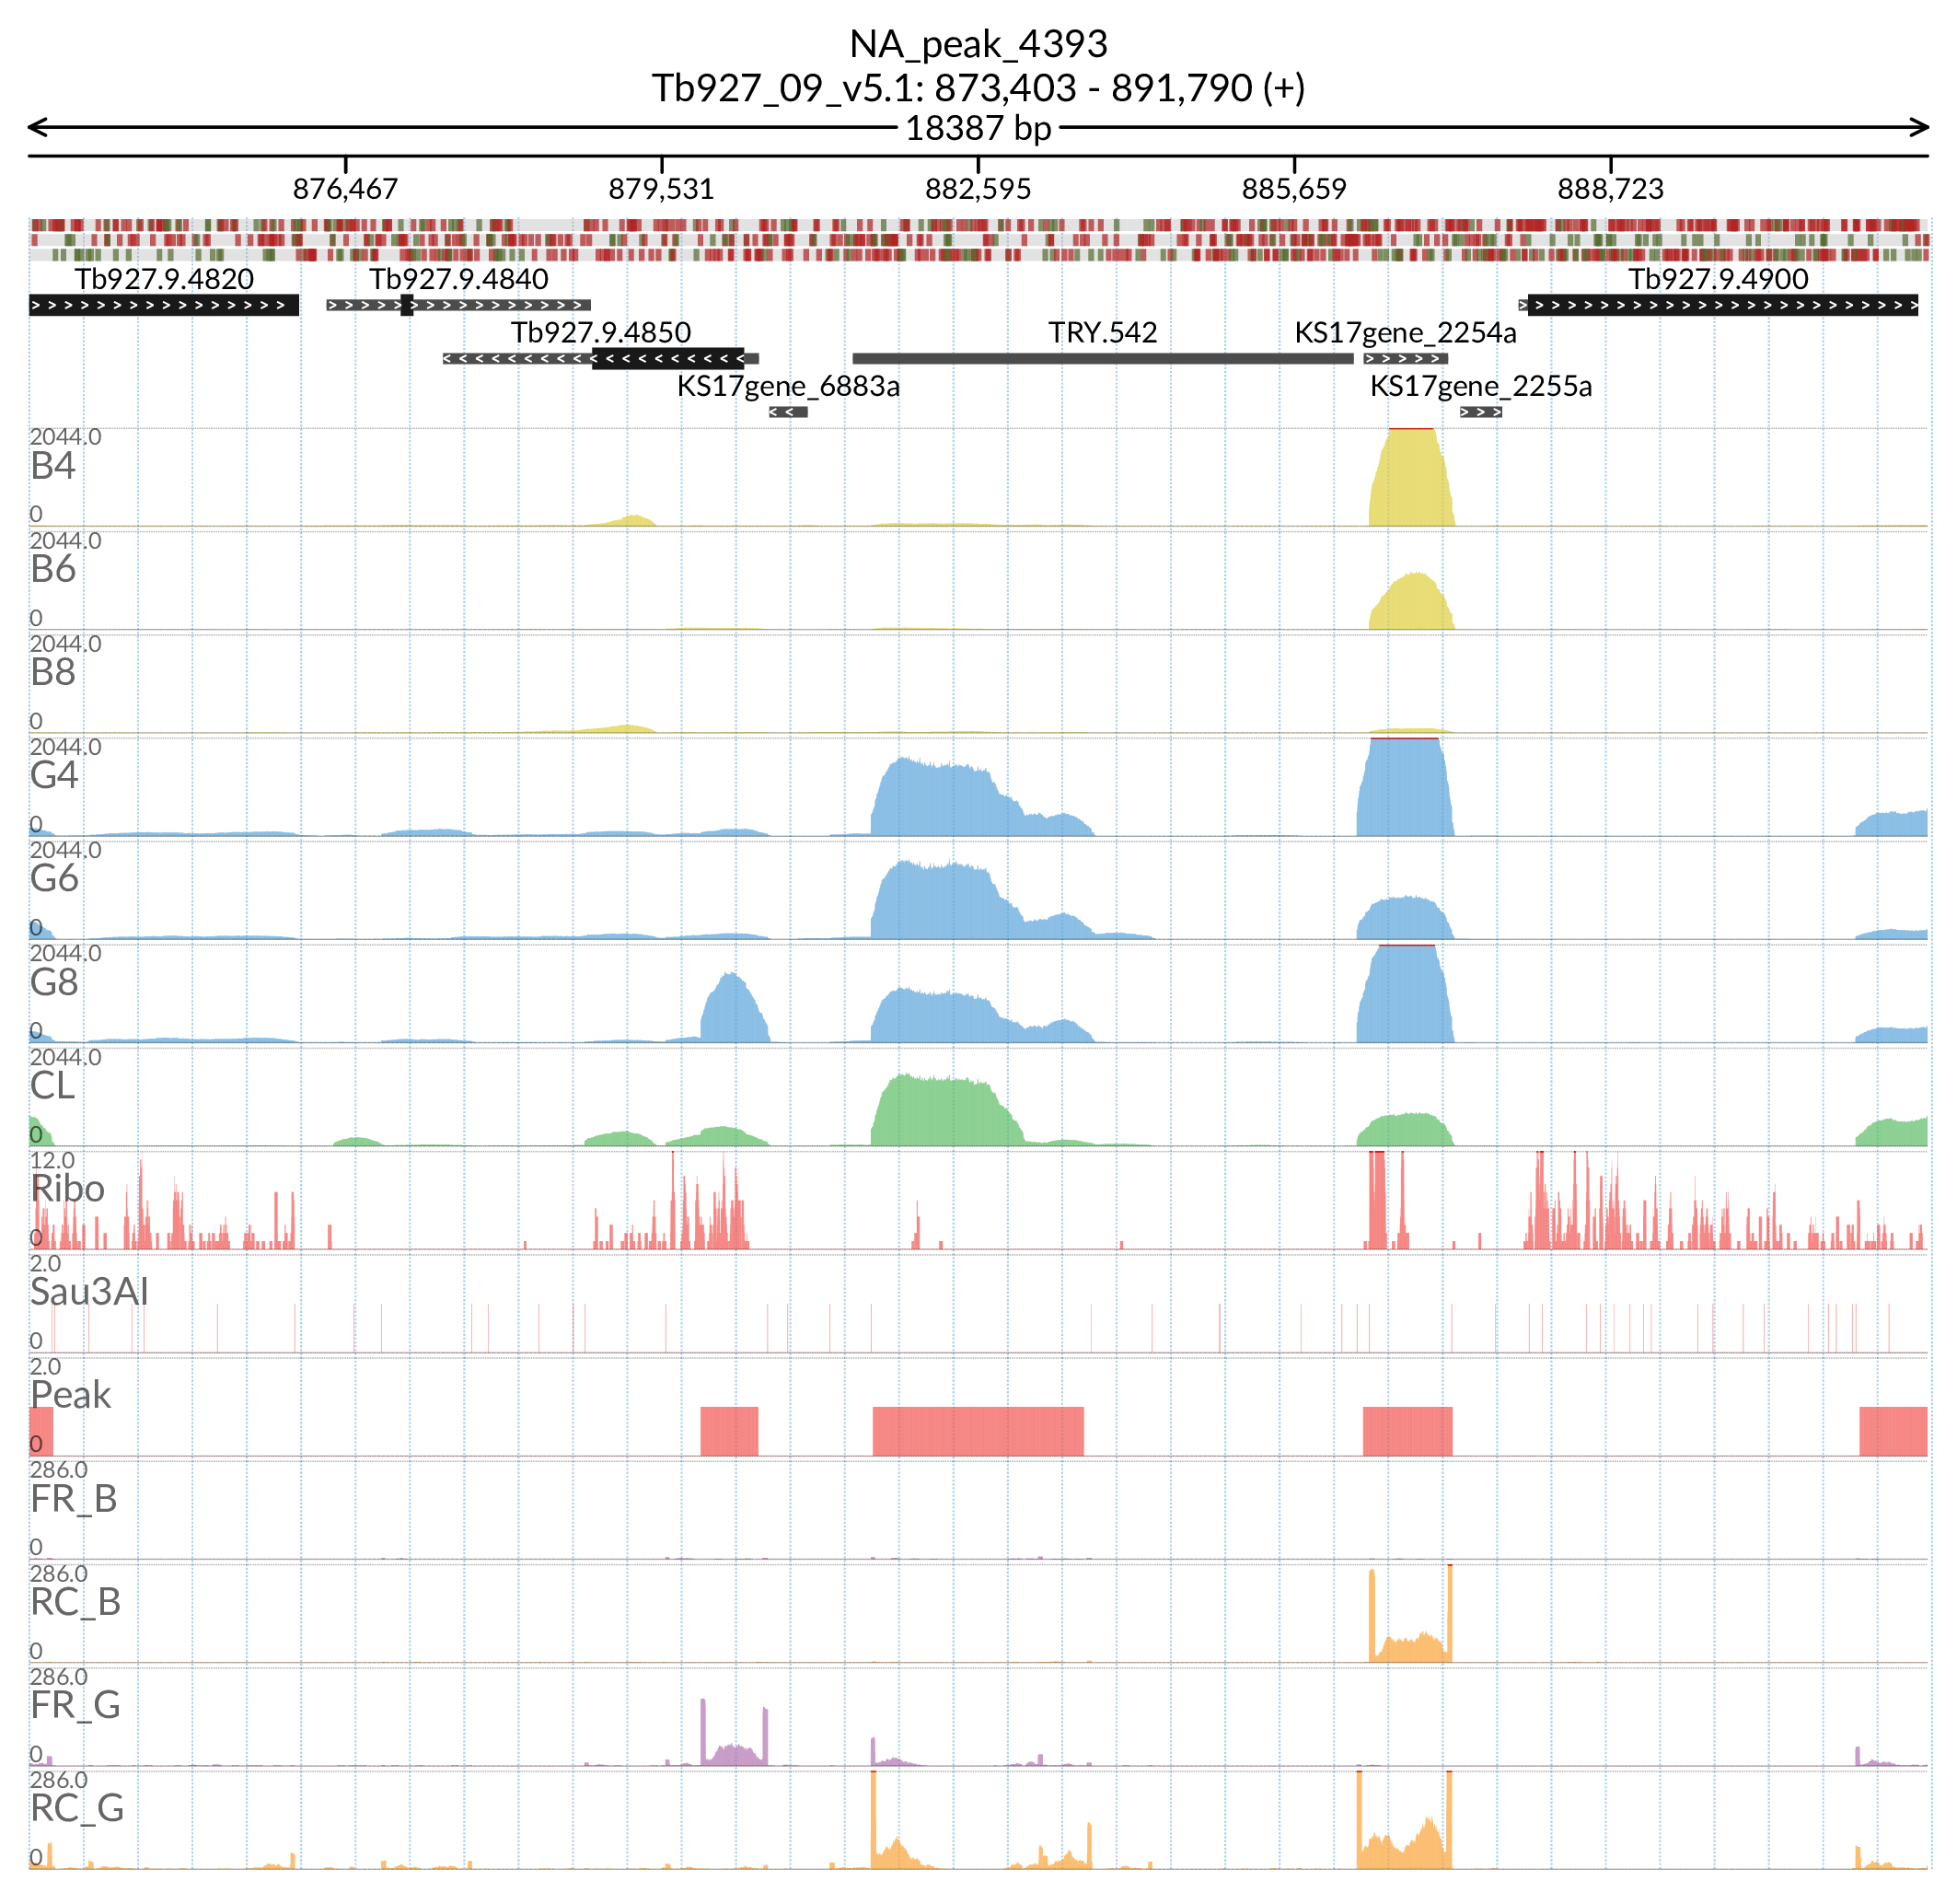 NA_peak_4393
Tb927_09_v5.1: 873,403 - 891,790 (+)
18387 bp
876,467 879,531 882,595 885,659 888,723
Tb927.9.4820 Tb927.9.4840 Tb927.9.4900
Tb927.9.4850 TRY.542 KS17gene_2254a
KS17gene_6883a KS17gene_2255a
2044.0
B4
0
2044.0
B6
0
2044.0
B8
0
2044.0
G4
0
2044.0
G6
0
2044.0
G8
0
2044.0
CL
0
12.0
Ribo
0
2.0
Sau3AI
0
2.0
Peak
0
286.0
FR_B
0
286.0
RC_B
0
286.0
FR_G
0
286.0
RC_G
0